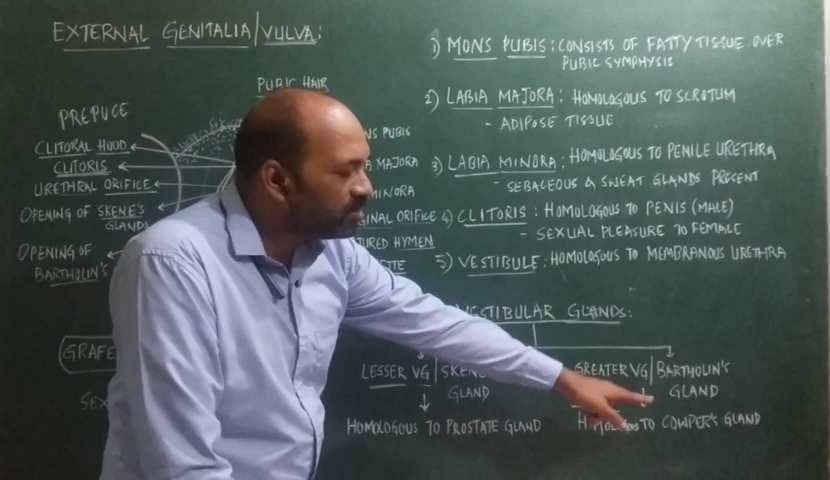 EXTERNAL GENITALIA/VULVA:
PUBIC HAIR
PREPUCE
CLITORAL HOOD
CLITORIS
URETHRAL ORIFICE
OPENING OF SKENE'S
GLANDS
OPENING OF
BARTHOLIN'S
NS PUBIS
A MAJORA
MINORA
GINAL ORIFICE
TURED HYMEN
ETTE
1) MONS PUBIS: CONSISTS OF FATTY TISSUE OVER
PUBIC SYMPHYSIS
2) LABIA MAJORA: HOMOLOGOUS TO SCROTUM
- ADIPOSE TISSUE
3) LABIA MINORA: HOMOLOGOUS TO PENILE URETHRA
- SEBACEOUS & SWEAT GLANDS PRESENT
4) CLITORIS: HOMOLOGOUS TO PENIS (MALE)
- SEXUAL PLEASURE TO FEMALE
5) VESTIBULE: HOMOLOGOUS TO MEMBRANOUS URETHRA
VESTIBULAR GLANDS:
LESSER VG/SKENE
GLAND
HOMOLOGOUS TO PROSTATE GLAND
GREATER VG/BARTHOLIN'S
GLAND
TO COWPER'S GLAND
GRAFE
SEX